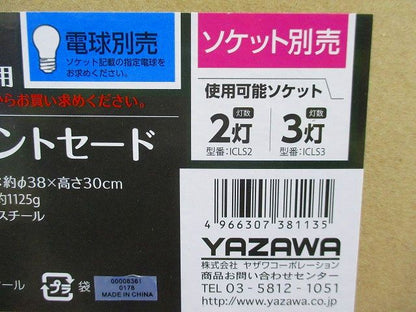 電球別売
ソケット記載の指定電球を
お求めください。
ソケット別売
用
からお買い求めください。
使用可能ソケット
灯数
2灯
型番：ICLS2
灯数
3灯
型番：ICLS3
ントセード
約φ38×高さ30cm
約1125g
スチール
4966307381135
YAZAWA
株式会社 ヤザワコーポレーション
商品お問い合わせセンター
TEL 03-5812-1051
http://www.yazawa.co.jp
ール
紙
袋
00008361
0178
MADE IN CHINA